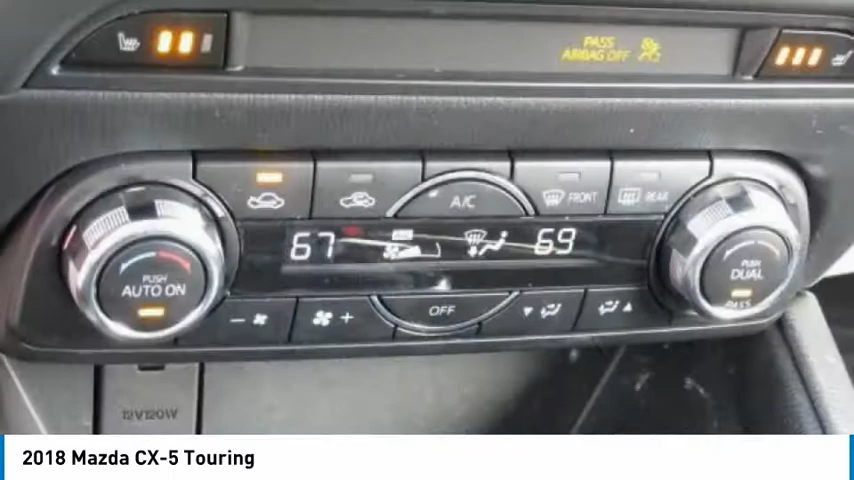 PASS
AIRBAG OFF
A/C
FRONT
REAR
67
69
PUSH
AUTO ON
PUSH
DUAL
PASS
− +
OFF
12V120W
2018 Mazda CX-5 Touring